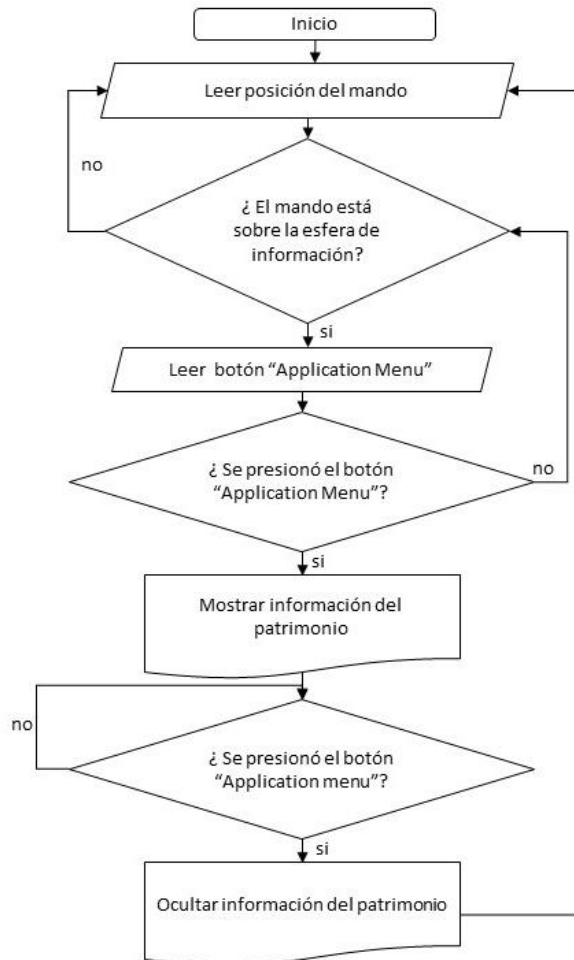 Inicio
Leer posición del mando
no
¿ El mando está
sobre la esfera de
información?
si
Leer botón “Application Menu”
¿ Se presionó el botón
“Application Menu”?
no
si
Mostrar información del
patrimonio
no
¿ Se presionó el botón
“Application menu”?
si
Ocultar información del patrimonio